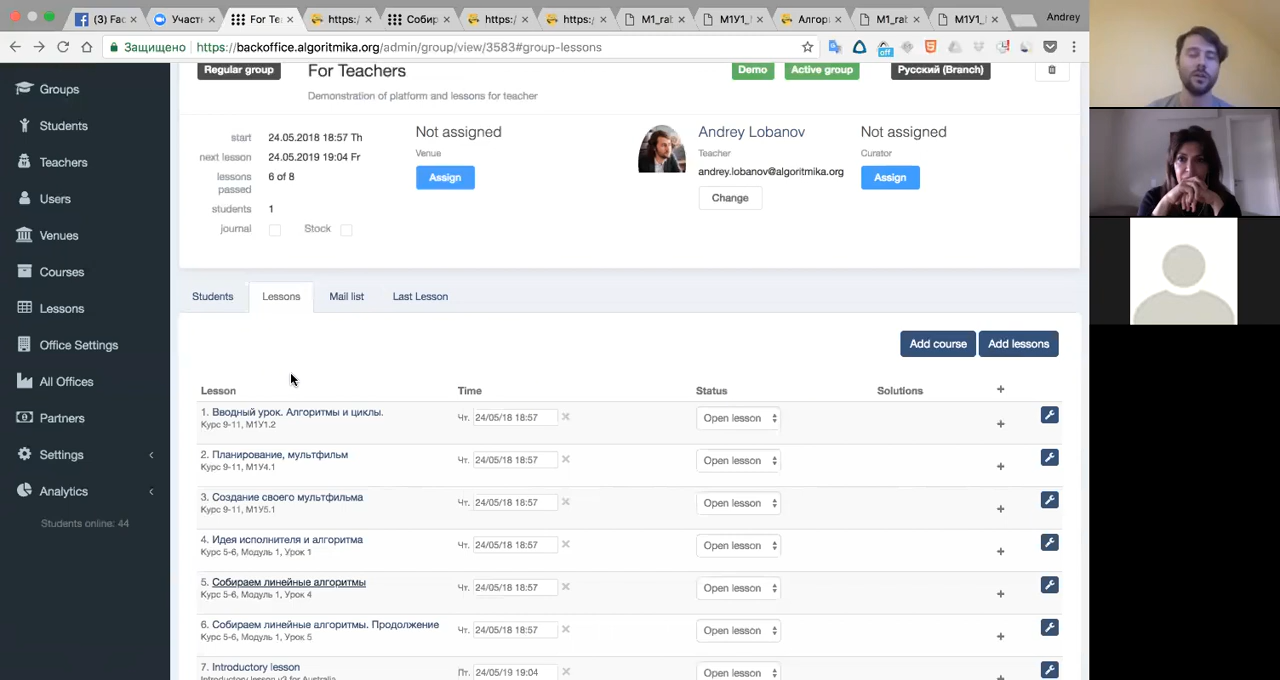 (3) Fac
Участн
For Te
https:/
Собир
https:/
https:/
M1_rat
М1У1_
Алгор
M1_rat
М1У1_
Andrey
Защищено
https://backoffice.algoritmika.org/admin/group/view/3583#group-lessons
off
Groups
Students
Teachers
Users
Venues
Courses
Lessons
Office Settings
All Offices
Partners
Settings
Analytics
Students online: 44
Regular group
For Teachers
Demo
Active group
Русский (Branch)
Demonstration of platform and lessons for teacher
start 24.05.2018 18:57 Th
next lesson 24.05.2019 19:04 Fr
lessons passed 6 of 8
students 1
journal
Stock
Not assigned
Venue
Assign
Andrey Lobanov
Teacher
andrey.lobanov@algoritmika.org
Change
Not assigned
Curator
Assign
Students
Lessons
Mail list
Last Lesson
Add course
Add lessons
Lesson Time Status Solutions +
1. Вводный урок. Алгоритмы и циклы.
Курс 9-11, М1У1.2
Чт. 24/05/18 18:57 Open lesson +
2. Планирование, мультфильм
Курс 9-11, М1У4.1
Чт. 24/05/18 18:57 Open lesson +
3. Создание своего мультфильма
Курс 9-11, М1У5.1
Чт. 24/05/18 18:57 Open lesson +
4. Идея исполнителя и алгоритма
Курс 5-6, Модуль 1, Урок 1
Чт. 24/05/18 18:57 Open lesson +
5. Собираем линейные алгоритмы
Курс 5-6, Модуль 1, Урок 4
Чт. 24/05/18 18:57 Open lesson +
6. Собираем линейные алгоритмы. Продолжение
Курс 5-6, Модуль 1, Урок 5
Чт. 24/05/18 18:57 Open lesson +
7. Introductory lesson
Introductory lesson v3 for Australia
Пт. 24/05/19 19:04 Open lesson +